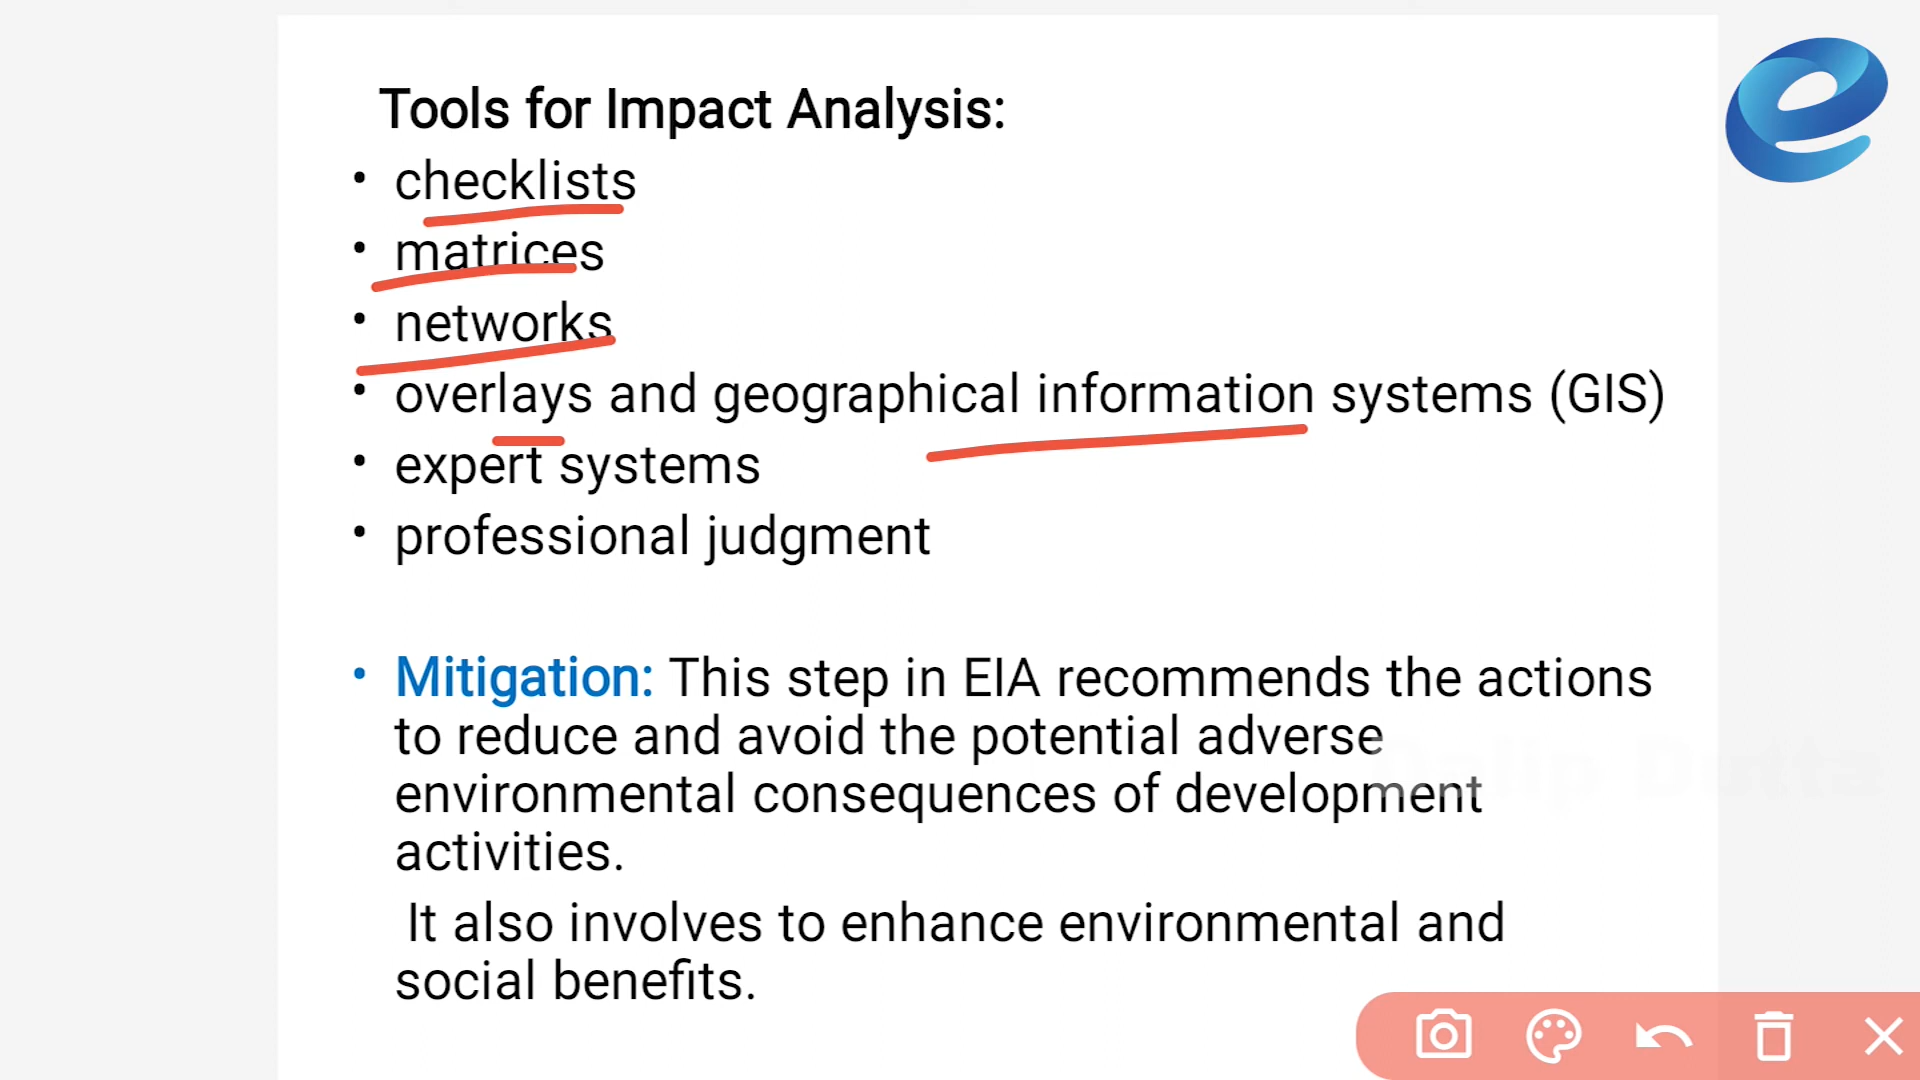 Tools for Impact Analysis:
• checklists
• matrices
• networks
• overlays and geographical information systems (GIS)
• expert systems
• professional judgment
• Mitigation: This step in EIA recommends the actions
to reduce and avoid the potential adverse
environmental consequences of development
activities.
It also involves to enhance environmental and
social benefits.